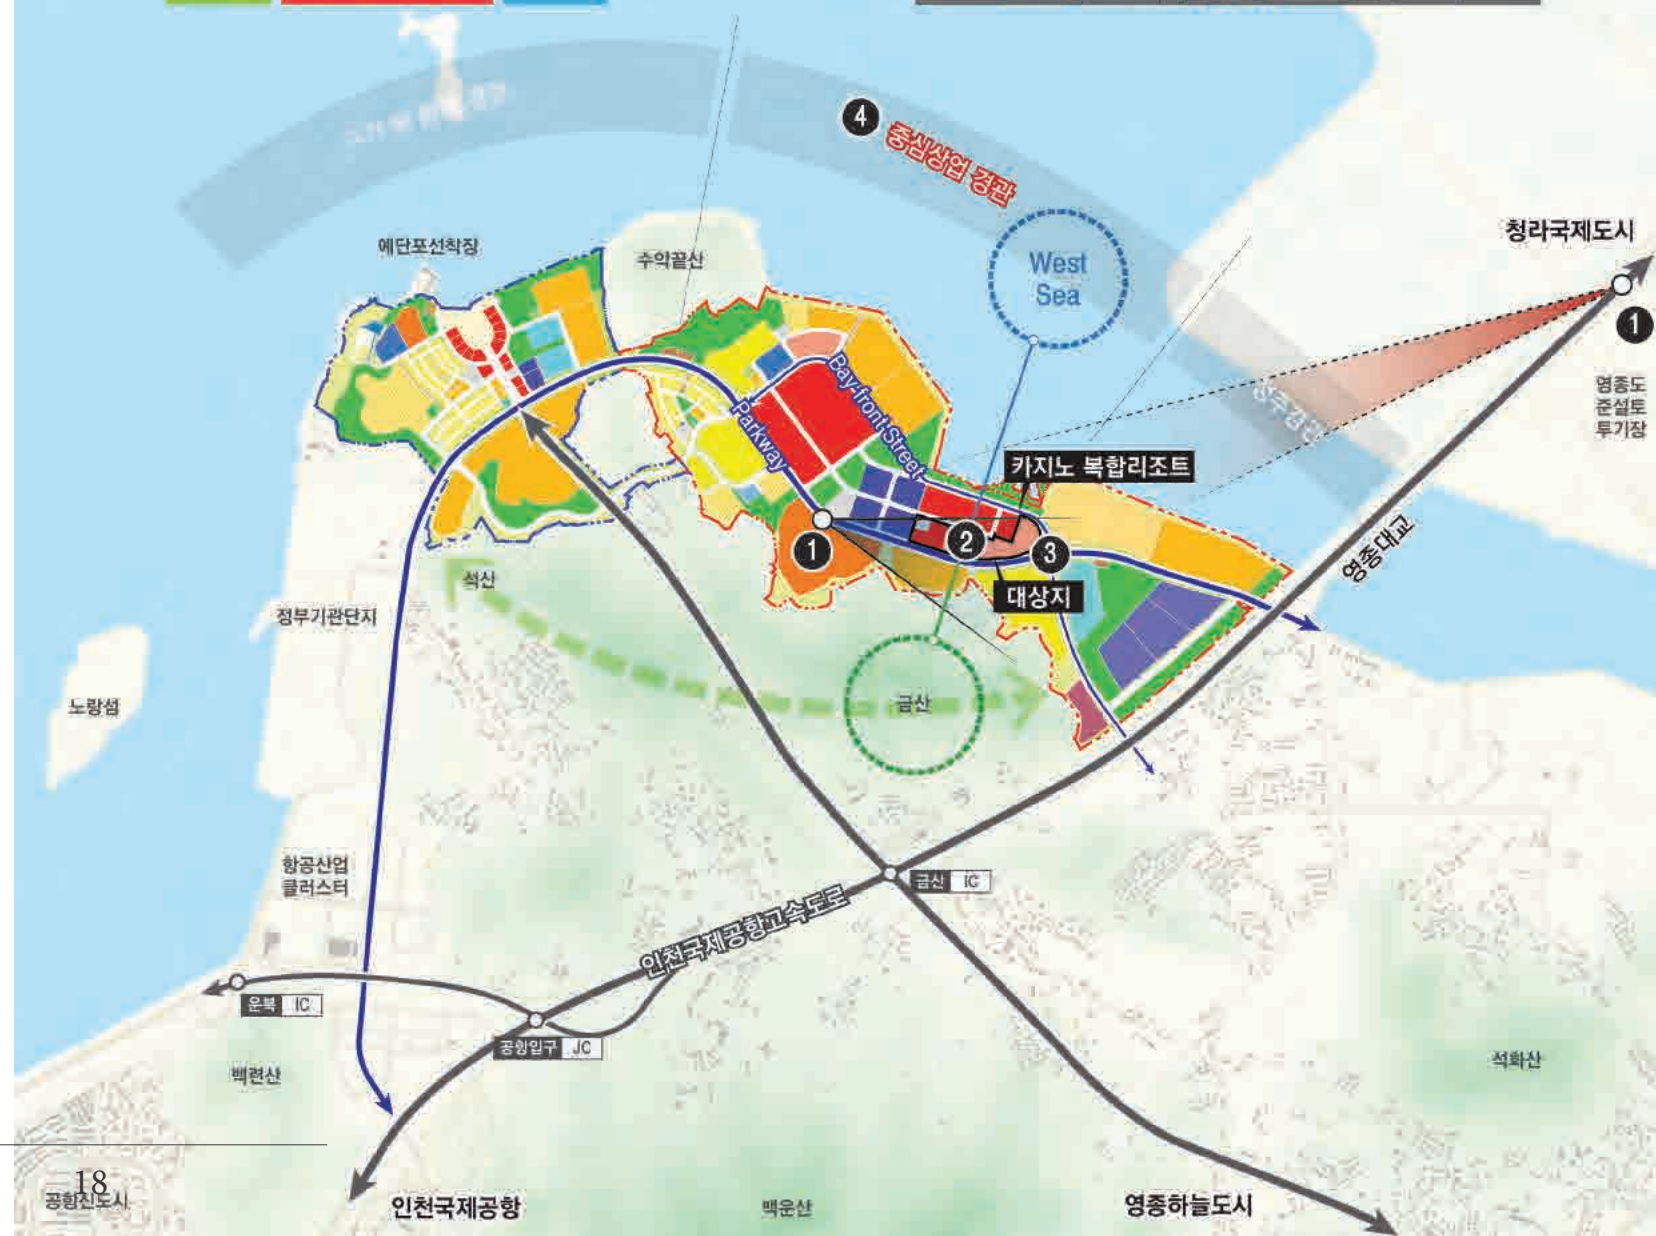 4
중심상업 경관
West
Sea
청라국제도시
1
영종도
준설토
투기장
예단포선착장
수악끝산
Bay-front Street
Parkway
카지노 복합리조트
1
2
3
대상지
영종대교
석산
정부기관단지
노랑섬
금산
항공산업
클러스터
금산 IC
인천국제공항고속도로
운북 IC
공항입구 JC
백련산
석화산
18
공항신도시
인천국제공항
백운산
영종하늘도시